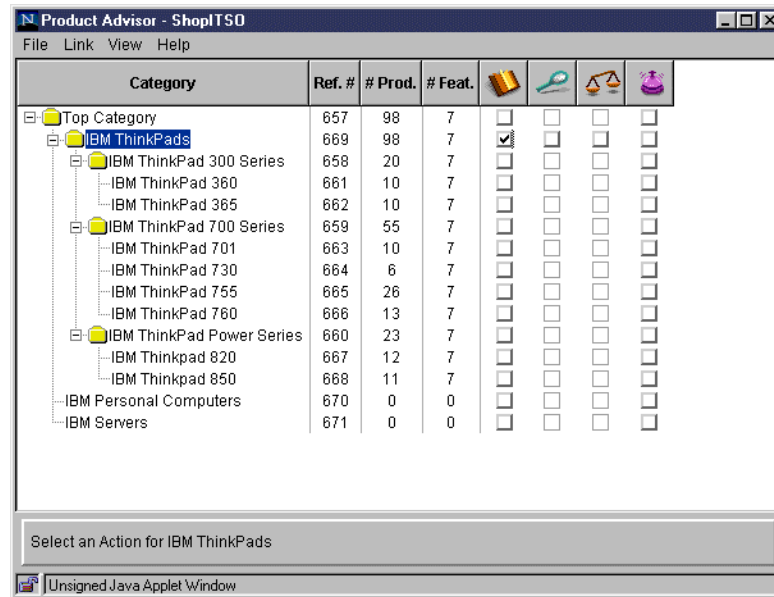 Product Advisor - ShopITSO
File Link View Help
Category Ref. # # Prod. # Feat.
Top Category 657 98 7
IBM ThinkPads 669 98 7
IBM ThinkPad 300 Series 658 20 7
IBM ThinkPad 360 661 10 7
IBM ThinkPad 365 662 10 7
IBM ThinkPad 700 Series 659 55 7
IBM ThinkPad 701 663 10 7
IBM ThinkPad 730 664 6 7
IBM ThinkPad 755 665 26 7
IBM ThinkPad 760 666 13 7
IBM ThinkPad Power Series 660 23 7
IBM Thinkpad 820 667 12 7
IBM Thinkpad 850 668 11 7
IBM Personal Computers 670 0 0
IBM Servers 671 0 0
Select an Action for IBM ThinkPads
Unsigned Java Applet Window